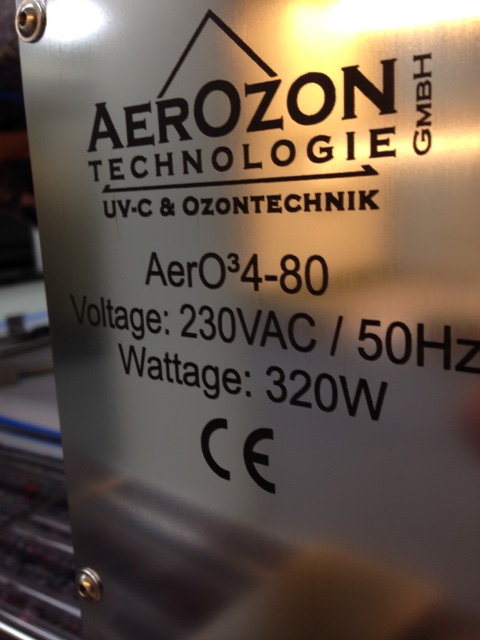 AEROZON
TECHNOLOGIE GMBH
UV-C & OZONTECHNIK
AerO³4-80
Voltage: 230VAC / 50Hz
Wattage: 320W
CE